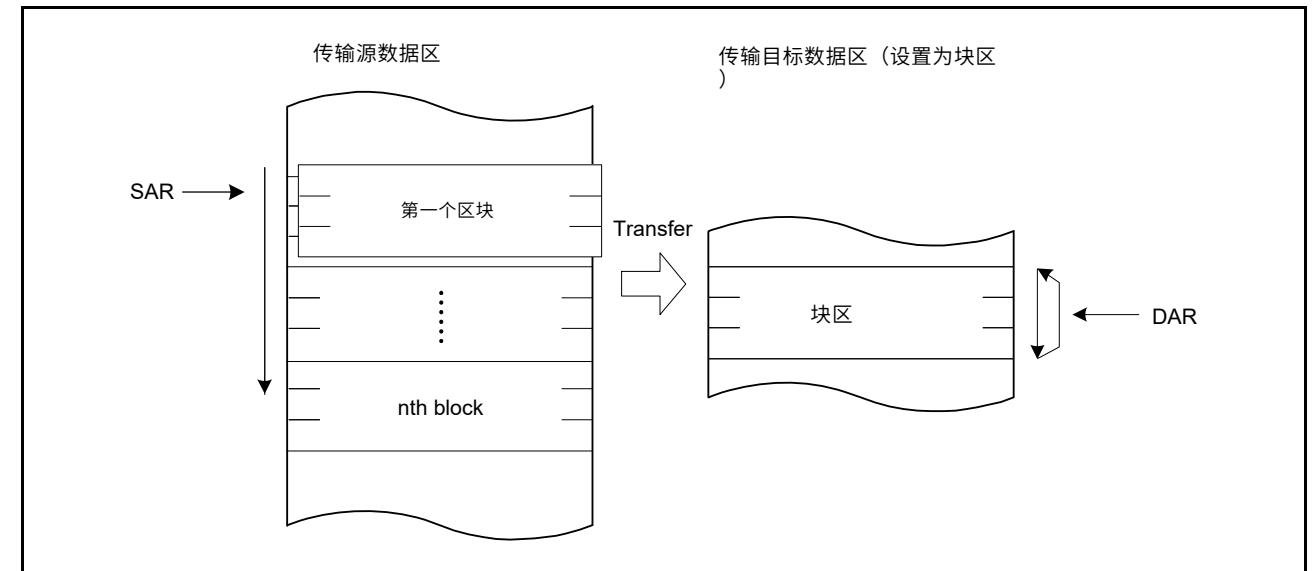 传输源数据区
传输目标数据区（设置为块区
）
SAR
第一个区块
Transfer
块区
DAR
nth block